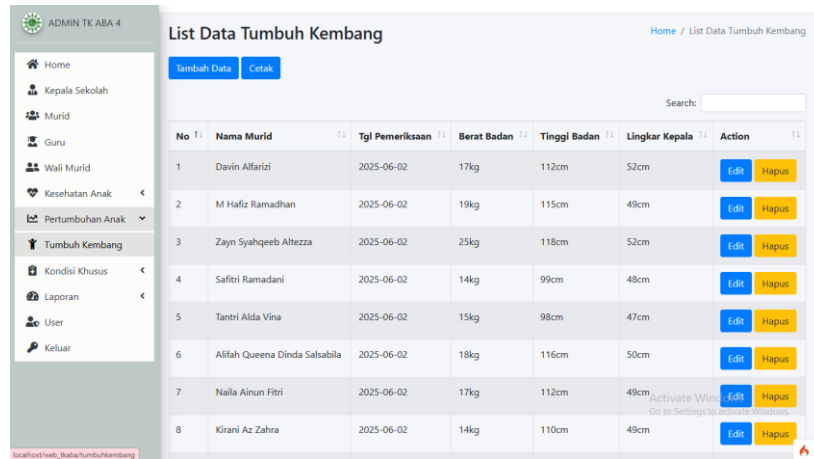 ADMIN TK ABA 4
Home
Kepala Sekolah
Murid
Guru
Wali Murid
Kesehatan Anak
Pertumbuhan Anak
Tumbuh Kembang
Kondisi Khusus
Laporan
User
Keluar
List Data Tumbuh Kembang
Home / List Data Tumbuh Kembang
Tambah Data Cetak
Search:
No Nama Murid Tgl Pemeriksaan Berat Badan Tinggi Badan Lingkar Kepala Action
1 Davin Alfarizi 2025-06-02 17kg 112cm 52cm Edit Hapus
2 M Hafiz Ramadhan 2025-06-02 19kg 115cm 49cm Edit Hapus
3 Zayn Syahqeeb Altezza 2025-06-02 25kg 118cm 52cm Edit Hapus
4 Safitri Ramadani 2025-06-02 14kg 99cm 48cm Edit Hapus
5 Tantri Alda Vina 2025-06-02 15kg 98cm 47cm Edit Hapus
6 Alifah Queena Dinda Salsabila 2025-06-02 18kg 116cm 50cm Edit Hapus
7 Naila Ainun Fitri 2025-06-02 17kg 112cm 49cm Edit Hapus
Activate Windows
Go to Settings to activate Windows.
8 Kirani Az Zahra 2025-06-02 14kg 110cm 49cm Edit Hapus
localhost/web_tkaba/tumbuhkembang